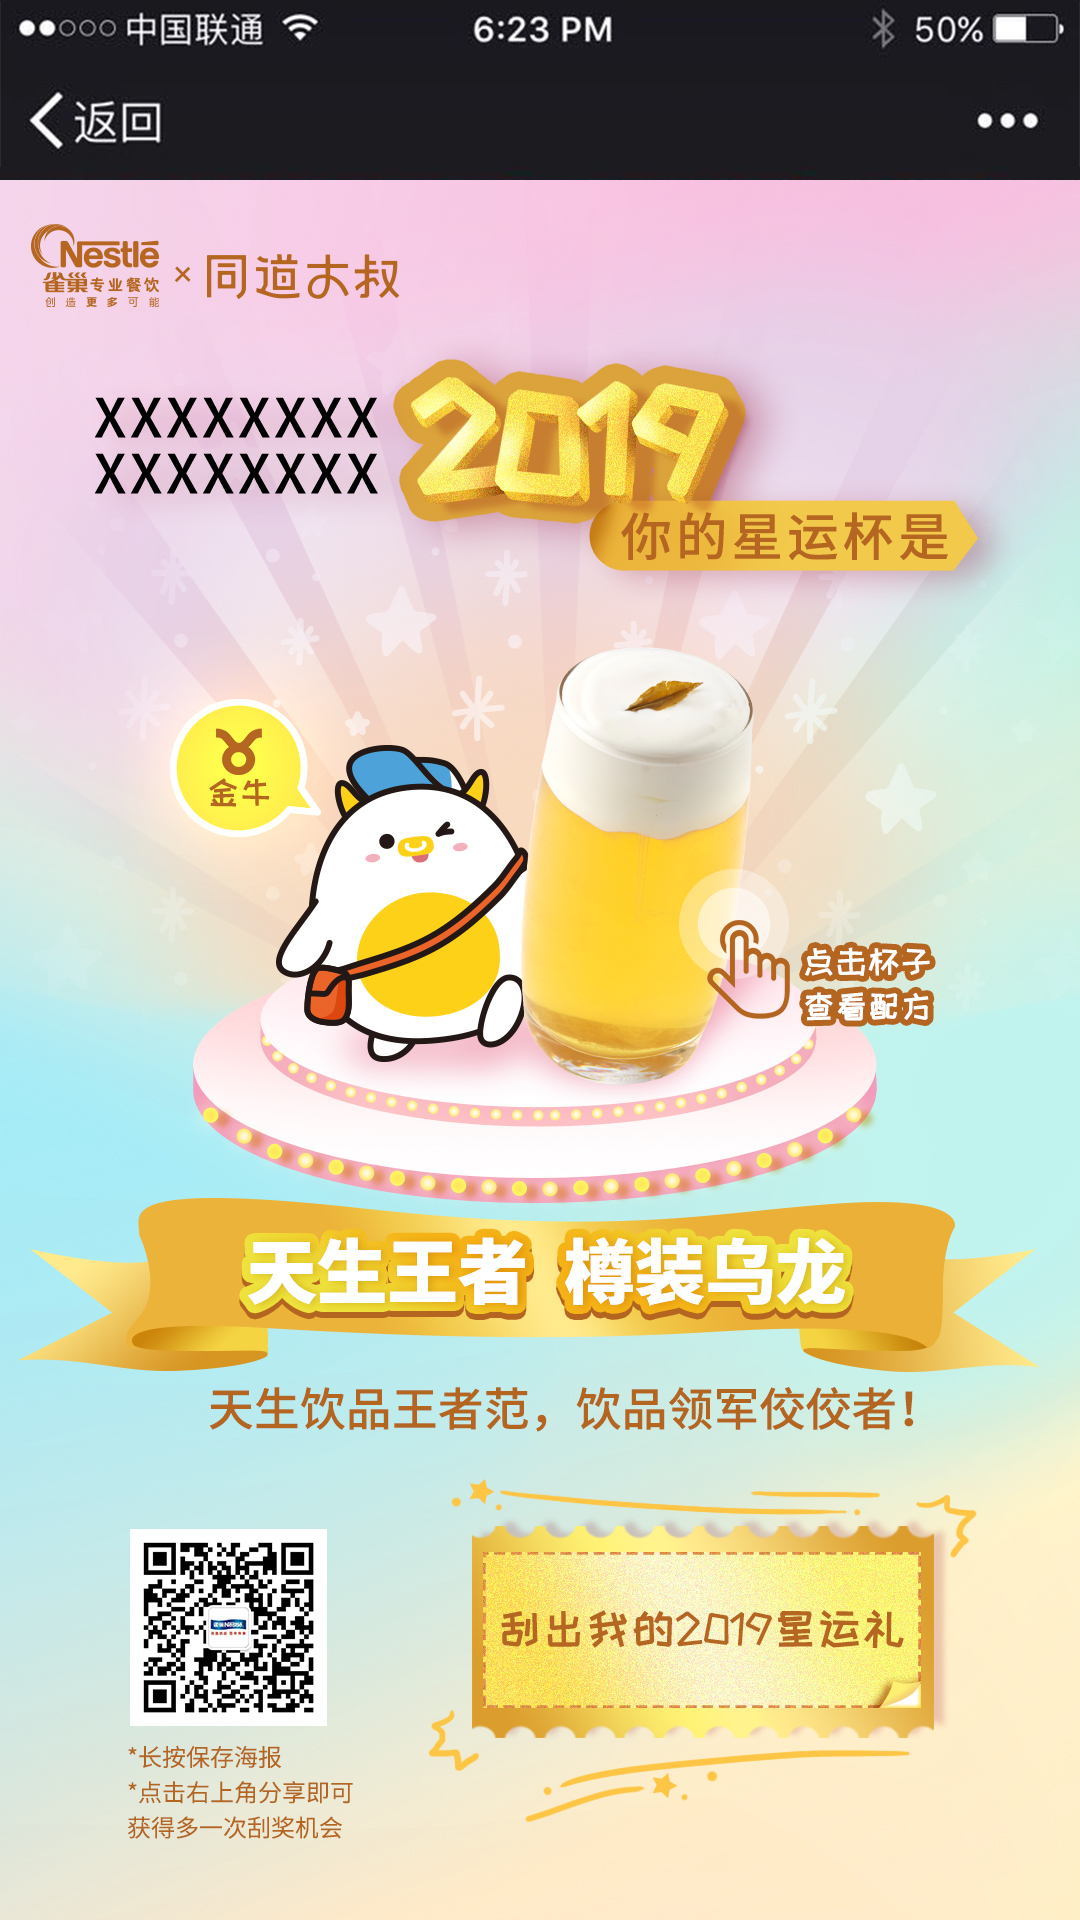 中国联通
6:23 PM
50%
返回
Nestlé
雀巢专业餐饮
创造更多可能
×
同道大叔
XXXXXXXX
XXXXXXXX
2019
你的星运杯是
金牛
点击杯子
查看配方
天生王者 樽装乌龙
天生饮品王者范，饮品领军佼佼者！
刮出我的2019星运礼
*长按保存海报
*点击右上角分享即可
获得多一次刮奖机会